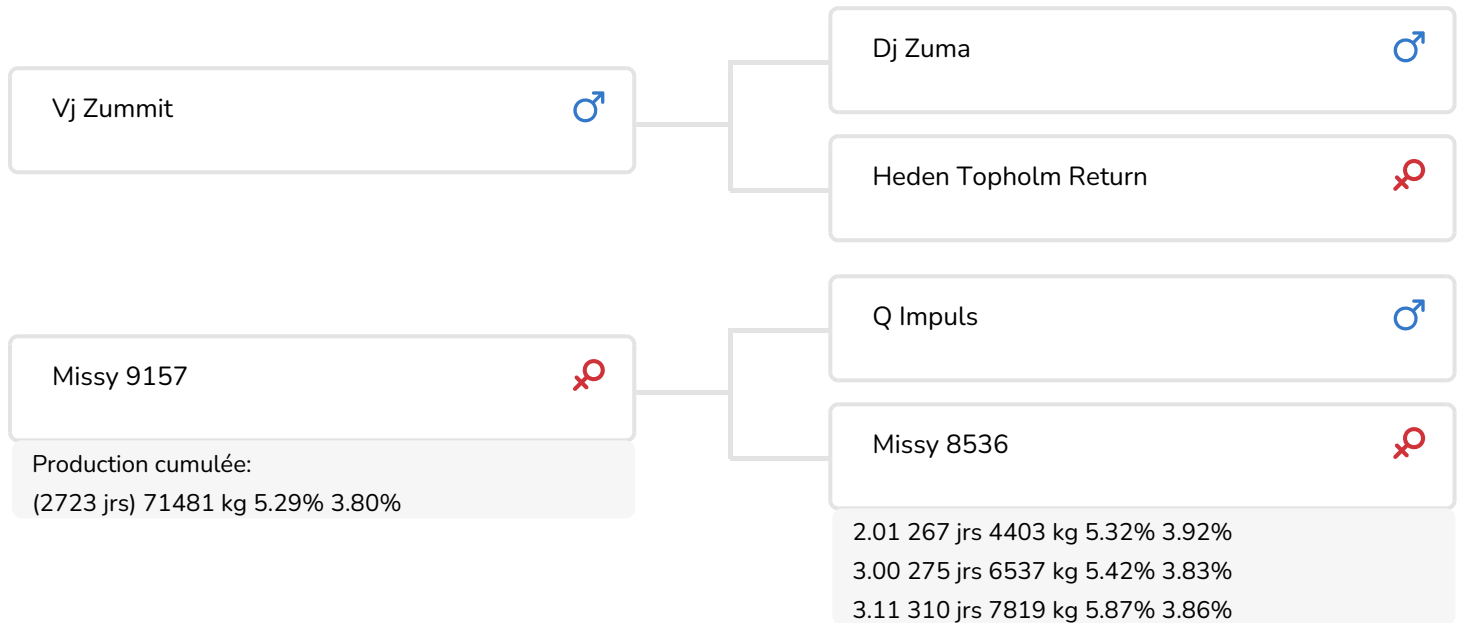 Vj Zummit
Dj Zuma
Heden Topholm Return
Missy 9157
Production cumulée:
(2723 jrs) 71481 kg 5.29% 3.80%
Q Impuls
Missy 8536
2.01 267 jrs 4403 kg 5.32% 3.92%
3.00 275 jrs 6537 kg 5.42% 3.83%
3.11 310 jrs 7819 kg 5.87% 3.86%